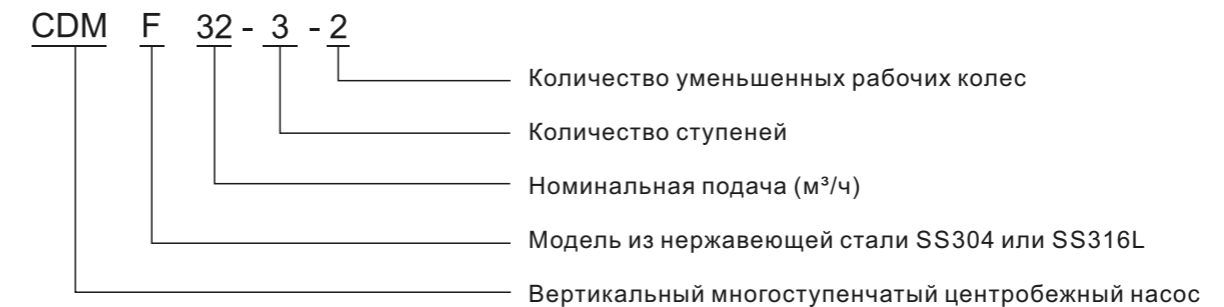 CDM F 32 - 3 - 2
Количество уменьшенных рабочих колес
Количество ступеней
Номинальная подача (м³/ч)
Модель из нержавеющей стали SS304 или SS316L
Вертикальный многоступенчатый центробежный насос